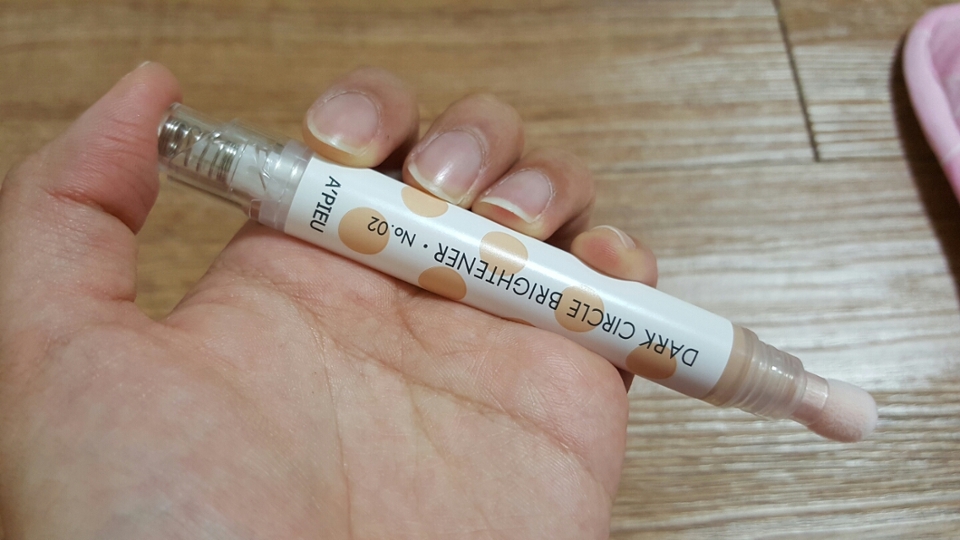 DARK CIRCLE BRIGHTENER • No.02
A'PIEU